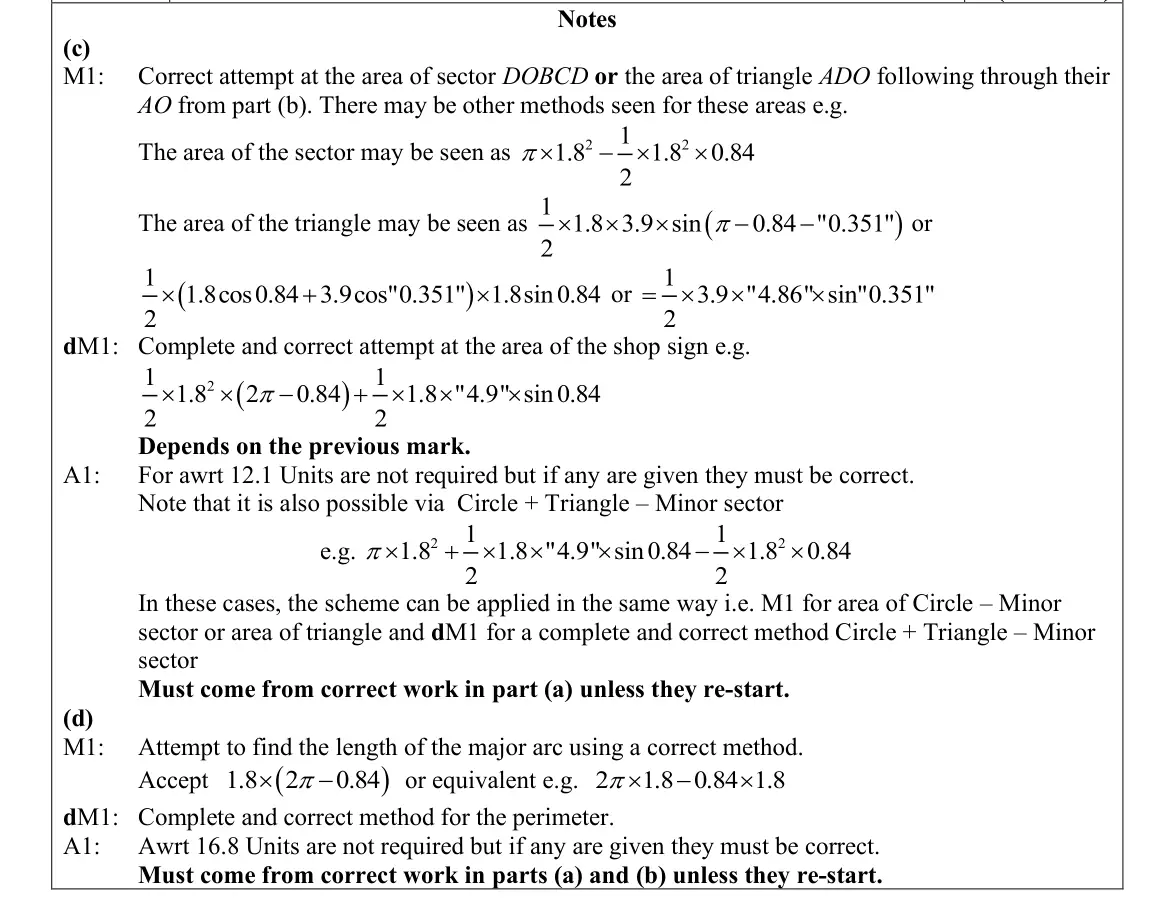 Notes
(c)
M1: Correct attempt at the area of sector DOBCD or the area of triangle ADO following through their
AO from part (b). There may be other methods seen for these areas e.g.
The area of the sector may be seen as π×1.8² − 1/2 ×1.8² ×0.84
The area of the triangle may be seen as 1/2 ×1.8×3.9×sin(π−0.84−"0.351") or
1/2 ×(1.8cos0.84+3.9cos"0.351")×1.8sin0.84 or = 1/2 ×3.9×"4.86"×sin"0.351"
dM1: Complete and correct attempt at the area of the shop sign e.g.
1/2 ×1.8² ×(2π−0.84)+ 1/2 ×1.8×"4.9"×sin0.84
Depends on the previous mark.
A1: For awrt 12.1 Units are not required but if any are given they must be correct.
Note that it is also possible via Circle + Triangle – Minor sector
e.g. π×1.8² + 1/2 ×1.8×"4.9"×sin0.84− 1/2 ×1.8² ×0.84
In these cases, the scheme can be applied in the same way i.e. M1 for area of Circle – Minor
sector or area of triangle and dM1 for a complete and correct method Circle + Triangle – Minor
sector
Must come from correct work in part (a) unless they re-start.
(d)
M1: Attempt to find the length of the major arc using a correct method.
Accept 1.8×(2π−0.84) or equivalent e.g. 2π×1.8−0.84×1.8
dM1: Complete and correct method for the perimeter.
A1: Awrt 16.8 Units are not required but if any are given they must be correct.
Must come from correct work in parts (a) and (b) unless they re-start.